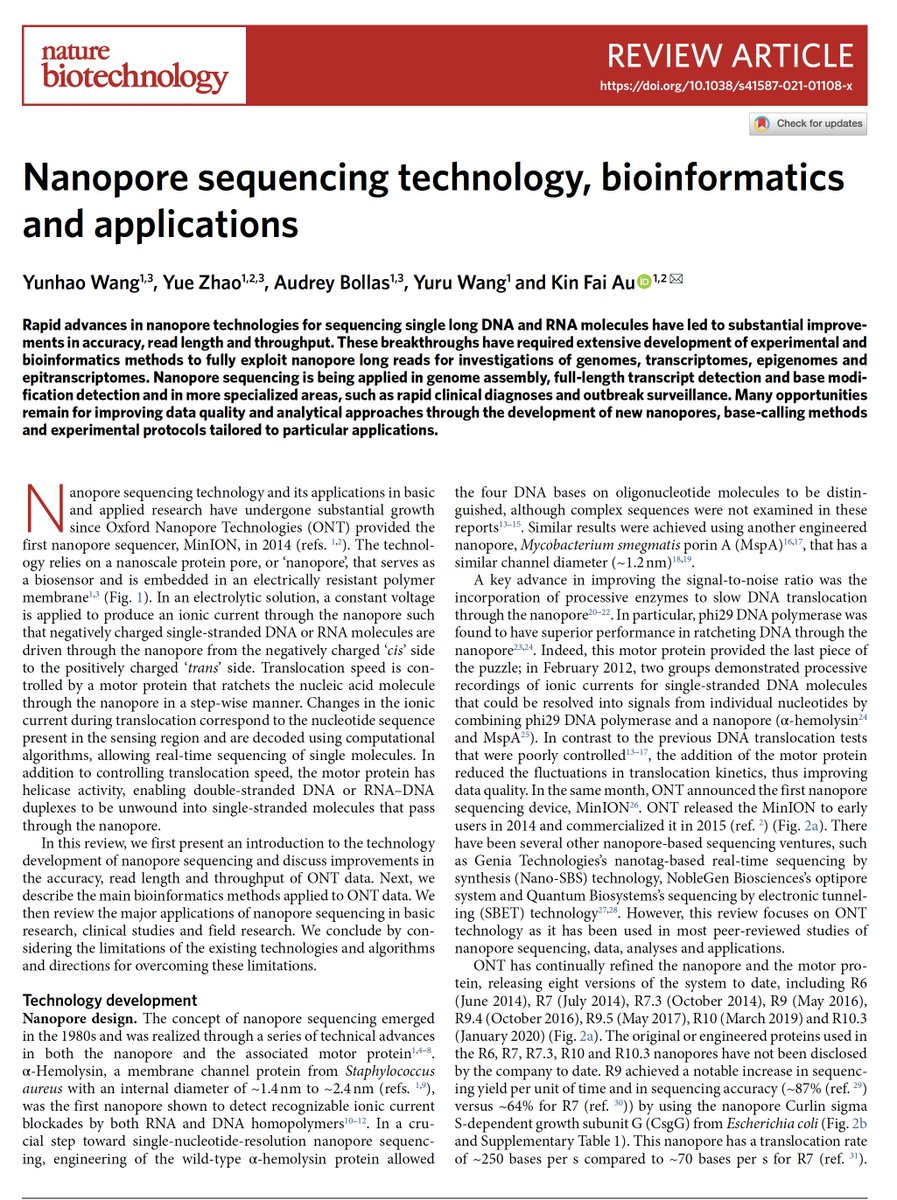 nature
biotechnology
REVIEW ARTICLE
https://doi.org/10.1038/s41587-021-01108-x
Check for updates
Nanopore sequencing technology, bioinformatics
and applications
Yunhao Wang1,3, Yue Zhao1,2,3, Audrey Bollas1,3, Yuru Wang1 and Kin Fai Au iD 1,2
Rapid advances in nanopore technologies for sequencing single long DNA and RNA molecules have led to substantial improve-
ments in accuracy, read length and throughput. These breakthroughs have required extensive development of experimental and
bioinformatics methods to fully exploit nanopore long reads for investigations of genomes, transcriptomes, epigenomes and
epitranscriptomes. Nanopore sequencing is being applied in genome assembly, full-length transcript detection and base modi-
fication detection and in more specialized areas, such as rapid clinical diagnoses and outbreak surveillance. Many opportunities
remain for improving data quality and analytical approaches through the development of new nanopores, base-calling methods
and experimental protocols tailored to particular applications.
Nanopore sequencing technology and its applications in basic
and applied research have undergone substantial growth
since Oxford Nanopore Technologies (ONT) provided the
first nanopore sequencer, MinION, in 2014 (refs. 1,2). The technol-
ogy relies on a nanoscale protein pore, or ‘nanopore’, that serves as
a biosensor and is embedded in an electrically resistant polymer
membrane1,3 (Fig. 1). In an electrolytic solution, a constant voltage
is applied to produce an ionic current through the nanopore such
that negatively charged single-stranded DNA or RNA molecules are
driven through the nanopore from the negatively charged ‘cis’ side
to the positively charged ‘trans’ side. Translocation speed is con-
trolled by a motor protein that ratchets the nucleic acid molecule
through the nanopore in a step-wise manner. Changes in the ionic
current during translocation correspond to the nucleotide sequence
present in the sensing region and are decoded using computational
algorithms, allowing real-time sequencing of single molecules. In
addition to controlling translocation speed, the motor protein has
helicase activity, enabling double-stranded DNA or RNA–DNA
duplexes to be unwound into single-stranded molecules that pass
through the nanopore.
In this review, we first present an introduction to the technology
development of nanopore sequencing and discuss improvements in
the accuracy, read length and throughput of ONT data. Next, we
describe the main bioinformatics methods applied to ONT data. We
then review the major applications of nanopore sequencing in basic
research, clinical studies and field research. We conclude by con-
sidering the limitations of the existing technologies and algorithms
and directions for overcoming these limitations.
Technology development
Nanopore design. The concept of nanopore sequencing emerged
in the 1980s and was realized through a series of technical advances
in both the nanopore and the associated motor protein1,4–8.
α-Hemolysin, a membrane channel protein from Staphylococcus
aureus with an internal diameter of ~1.4 nm to ~2.4 nm (refs. 1,9),
was the first nanopore shown to detect recognizable ionic current
blockades by both RNA and DNA homopolymers10–12. In a cru-
cial step toward single-nucleotide-resolution nanopore sequenc-
ing, engineering of the wild-type α-hemolysin protein allowed
the four DNA bases on oligonucleotide molecules to be distin-
guished, although complex sequences were not examined in these
reports13–15. Similar results were achieved using another engineered
nanopore, Mycobacterium smegmatis porin A (MspA)16,17, that has a
similar channel diameter (~1.2 nm)18,19.
A key advance in improving the signal-to-noise ratio was the
incorporation of processive enzymes to slow DNA translocation
through the nanopore20–22. In particular, phi29 DNA polymerase was
found to have superior performance in ratcheting DNA through the
nanopore23,24. Indeed, this motor protein provided the last piece of
the puzzle; in February 2012, two groups demonstrated processive
recordings of ionic currents for single-stranded DNA molecules
that could be resolved into signals from individual nucleotides by
combining phi29 DNA polymerase and a nanopore (α-hemolysin24
and MspA25). In contrast to the previous DNA translocation tests
that were poorly controlled13–17, the addition of the motor protein
reduced the fluctuations in translocation kinetics, thus improving
data quality. In the same month, ONT announced the first nanopore
sequencing device, MinION26. ONT released the MinION to early
users in 2014 and commercialized it in 2015 (ref. 2) (Fig. 2a). There
have been several other nanopore-based sequencing ventures, such
as Genia Technologies’s nanotag-based real-time sequencing by
synthesis (Nano-SBS) technology, NobleGen Biosciences’s optipore
system and Quantum Biosystems’s sequencing by electronic tunnel-
ing (SBET) technology27,28. However, this review focuses on ONT
technology as it has been used in most peer-reviewed studies of
nanopore sequencing, data, analyses and applications.
ONT has continually refined the nanopore and the motor pro-
tein, releasing eight versions of the system to date, including R6
(June 2014), R7 (July 2014), R7.3 (October 2014), R9 (May 2016),
R9.4 (October 2016), R9.5 (May 2017), R10 (March 2019) and R10.3
(January 2020) (Fig. 2a). The original or engineered proteins used in
the R6, R7, R7.3, R10 and R10.3 nanopores have not been disclosed
by the company to date. R9 achieved a notable increase in sequenc-
ing yield per unit of time and in sequencing accuracy (~87% (ref. 29)
versus ~64% for R7 (ref. 30)) by using the nanopore Curlin sigma
S-dependent growth subunit G (CsgG) from Escherichia coli (Fig. 2b
and Supplementary Table 1). This nanopore has a translocation rate
of ~250 bases per s compared to ~70 bases per s for R7 (ref. 31).